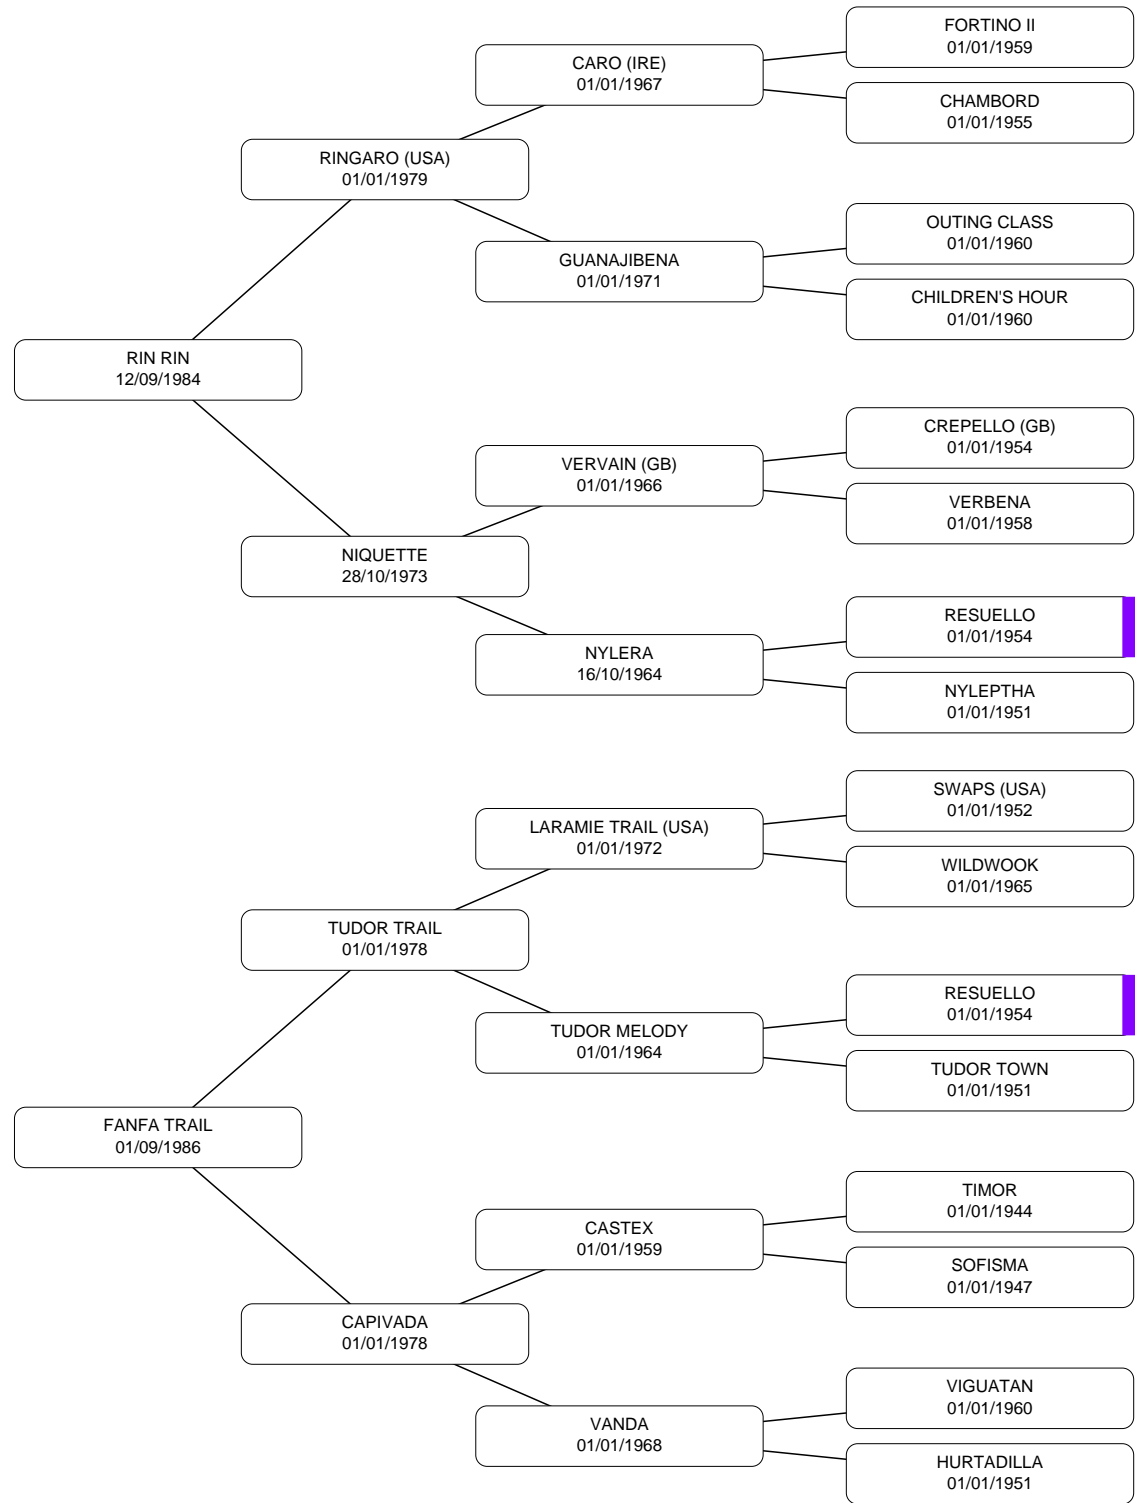 FORTINO II
01/01/1959
CARO (IRE)
01/01/1967
CHAMBORD
01/01/1955
RINGARO (USA)
01/01/1979
OUTING CLASS
01/01/1960
GUANAJIBENA
01/01/1971
CHILDREN'S HOUR
01/01/1960
RIN RIN
12/09/1984
CREPELLO (GB)
01/01/1954
VERVAIN (GB)
01/01/1966
VERBENA
01/01/1958
NIQUETTE
28/10/1973
RESUELLO
01/01/1954
NYLERA
16/10/1964
NYLEPTHA
01/01/1951
SWAPS (USA)
01/01/1952
LARAMIE TRAIL (USA)
01/01/1972
WILDWOOK
01/01/1965
TUDOR TRAIL
01/01/1978
RESUELLO
01/01/1954
TUDOR MELODY
01/01/1964
TUDOR TOWN
01/01/1951
FANFA TRAIL
01/09/1986
TIMOR
01/01/1944
CASTEX
01/01/1959
SOFISMA
01/01/1947
CAPIVADA
01/01/1978
VIGUATAN
01/01/1960
VANDA
01/01/1968
HURTADILLA
01/01/1951